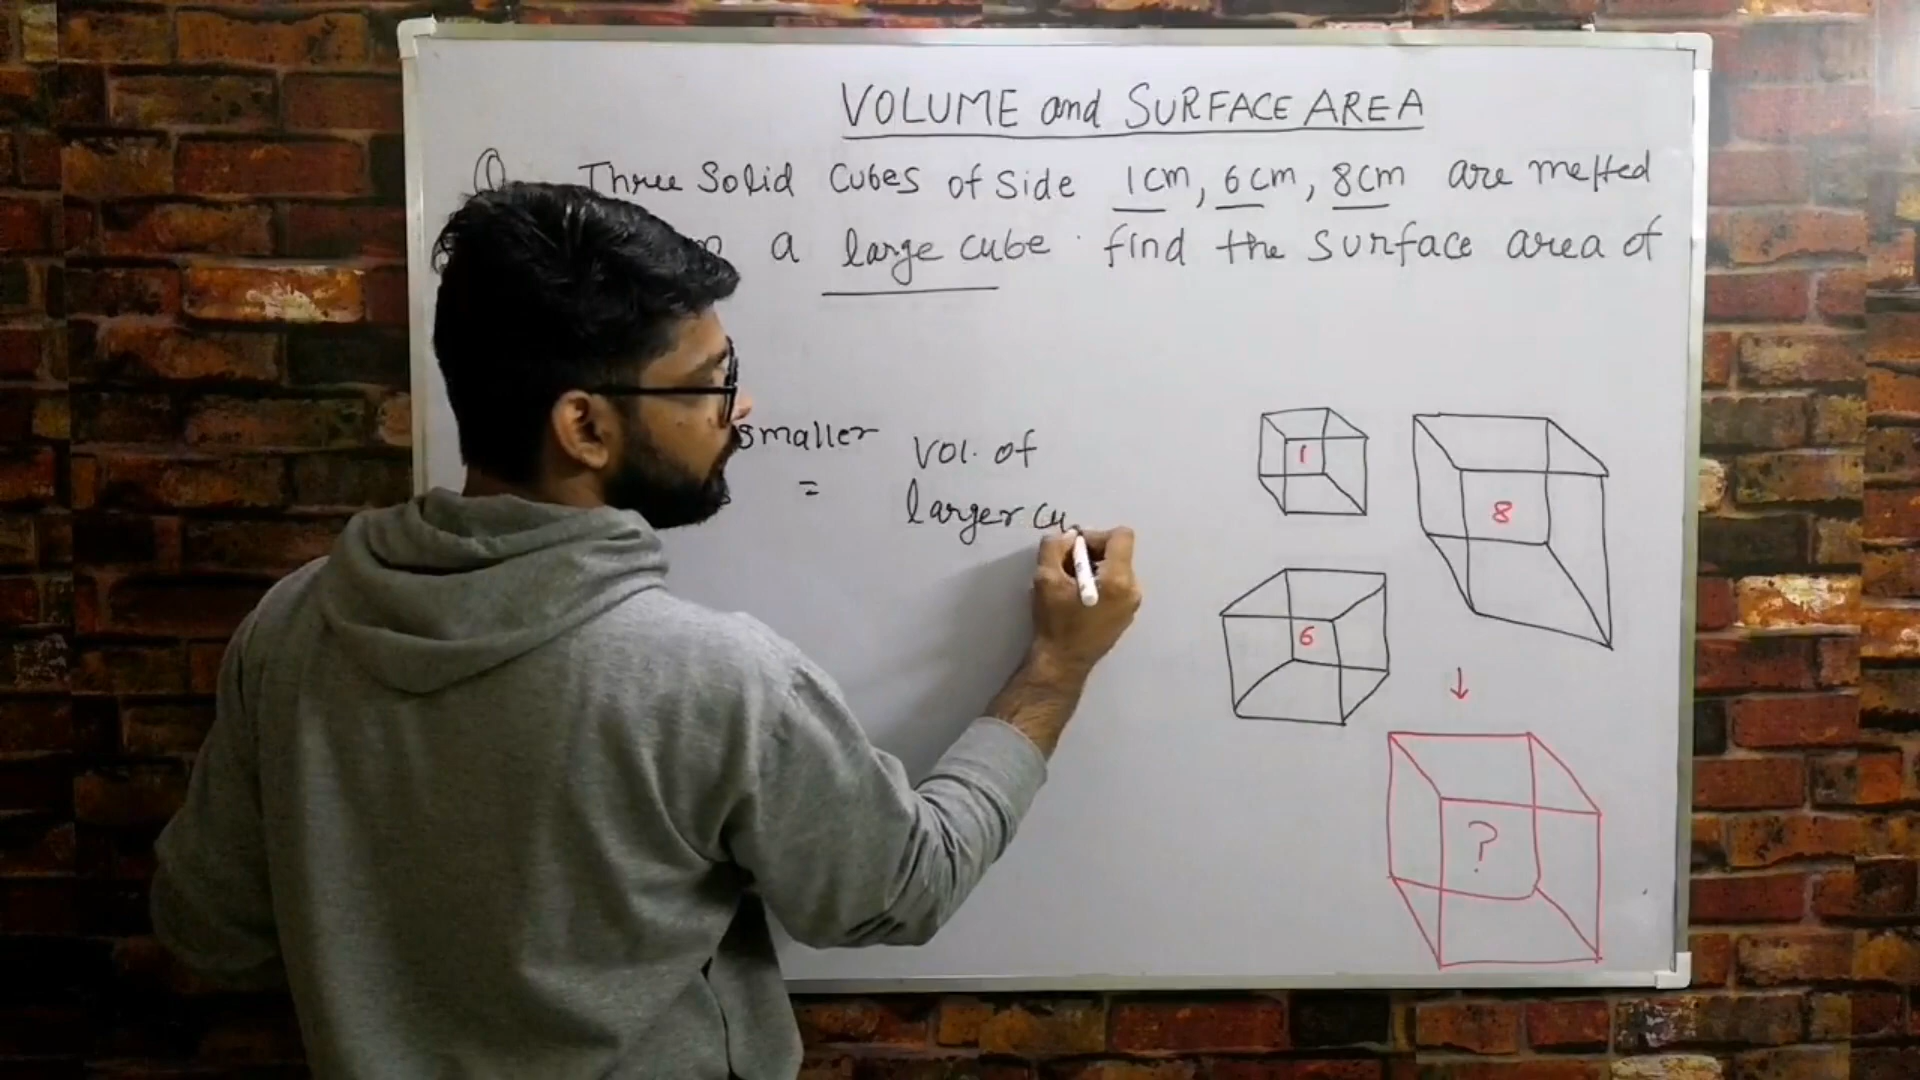 VOLUME and SURFACE AREA
Q Three Solid Cubes of Side 1cm, 6cm, 8cm are melted
a large cube. find the surface area of
smaller
=
Vol. of
larger cu
1
8
6
↓
?